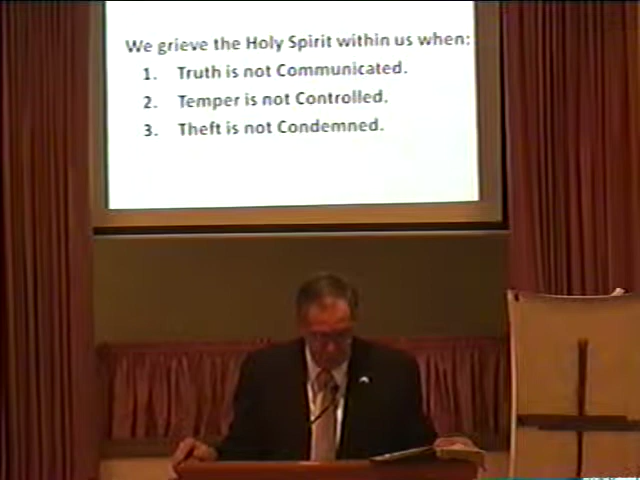 We grieve the Holy Spirit within us when:
1. Truth is not Communicated.
2. Temper is not Controlled.
3. Theft is not Condemned.